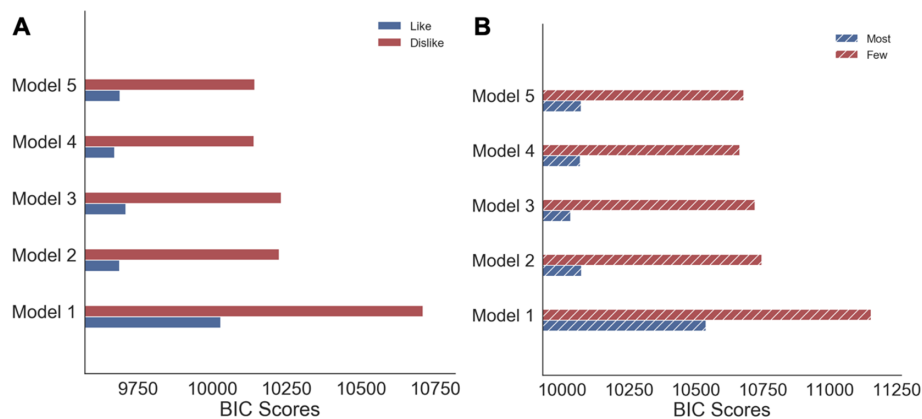 A
Like
Dislike
Model 5
Model 4
Model 3
Model 2
Model 1
9750 10000 10250 10500 10750
BIC Scores
B
Most
Few
Model 5
Model 4
Model 3
Model 2
Model 1
10000 10250 10500 10750 11000 11250
BIC Scores